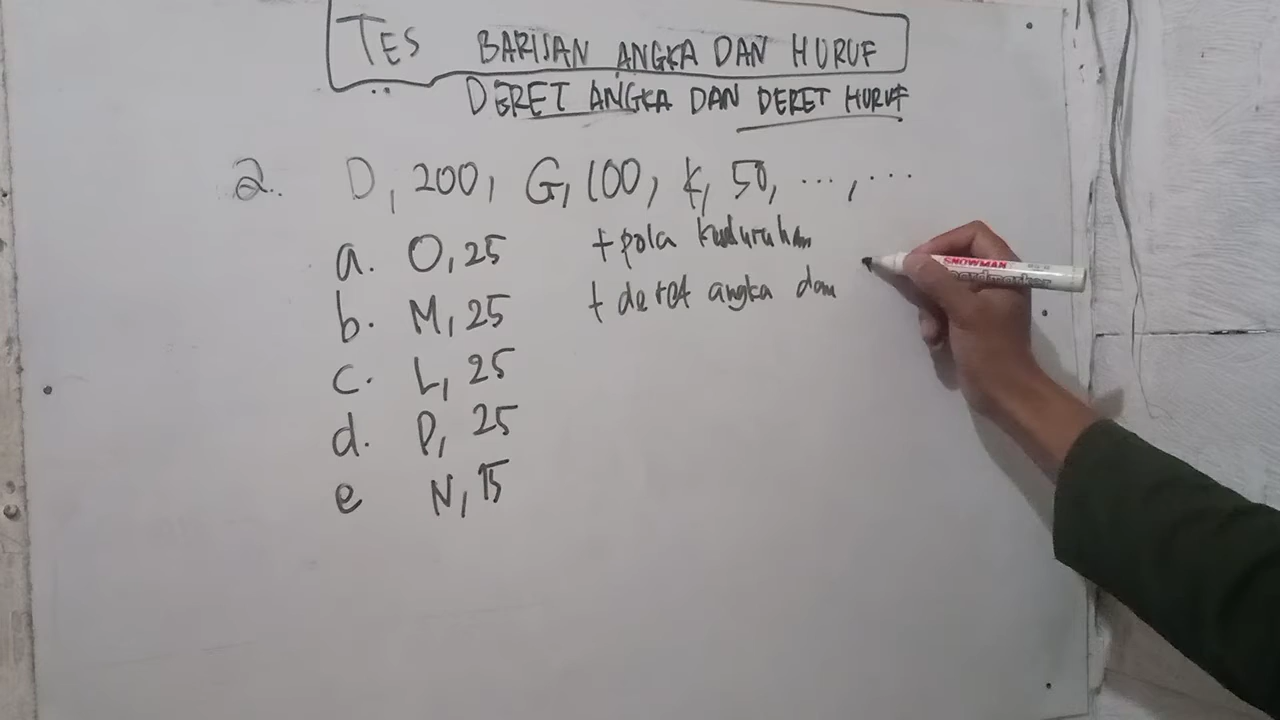 TES BARISAN ANGKA DAN HURUF
DERET ANGKA DAN DERET HURUF
2. D, 200, G, 100, K, 50, ..., ...
a. O, 25
b. M, 25
c. L, 25
d. P, 25
e N, 15
+ pola
+ deret angka dan
SNOWMAN